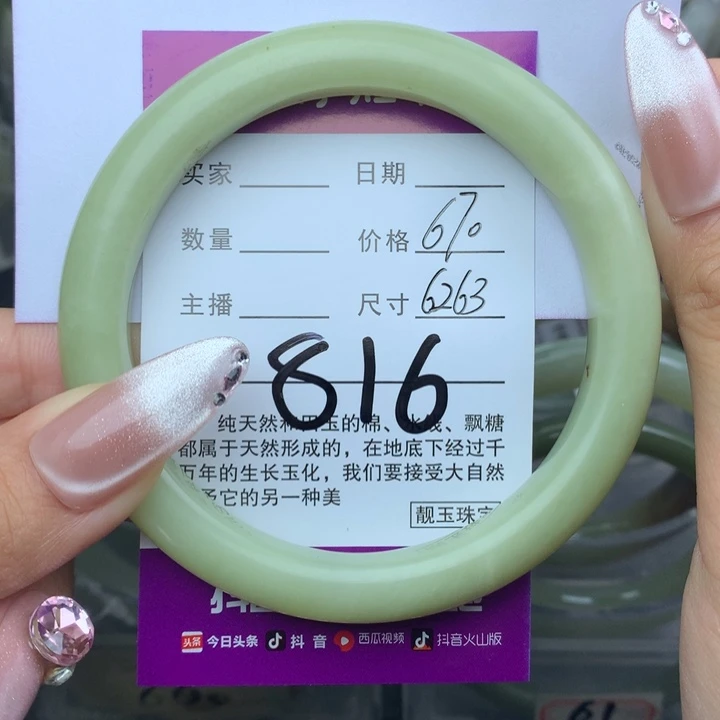 买家 日期
数量 价格 670
主播 尺寸 6263
816
纯天然和田玉的棉、水线、飘糖
都属于天然形成的，在地底下经过千
万年的生长玉化，我们要接受大自然
予它的另一种美
靓玉珠宝
头条 今日头条 抖音 西瓜视频 抖音火山版
61